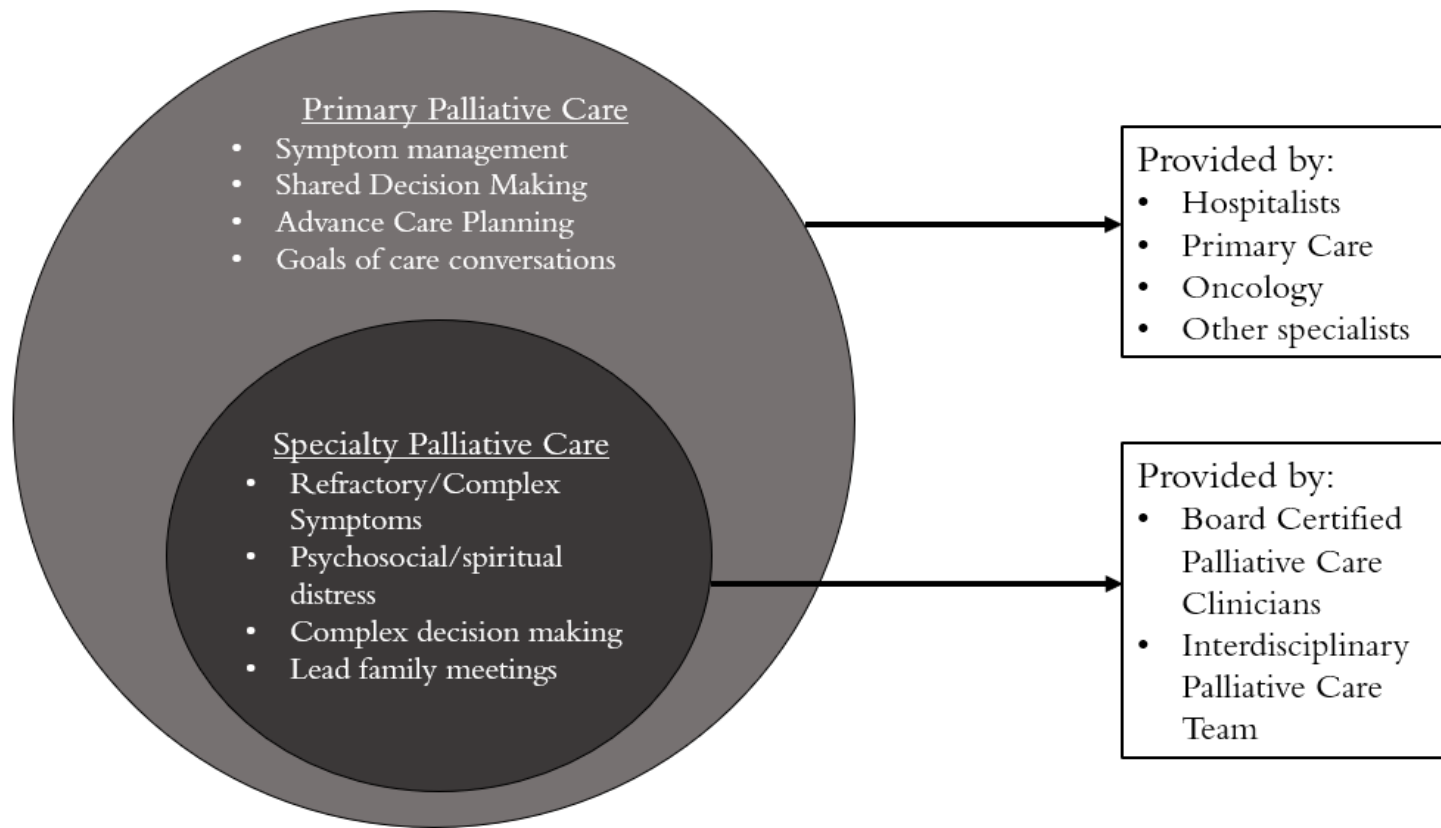 Primary Palliative Care
• Symptom management
• Shared Decision Making
• Advance Care Planning
• Goals of care conversations
Specialty Palliative Care
• Refractory/Complex
Symptoms
• Psychosocial/spiritual
distress
• Complex decision making
• Lead family meetings
Provided by:
• Hospitalists
• Primary Care
• Oncology
• Other specialists
Provided by:
• Board Certified
Palliative Care
Clinicians
• Interdisciplinary
Palliative Care
Team